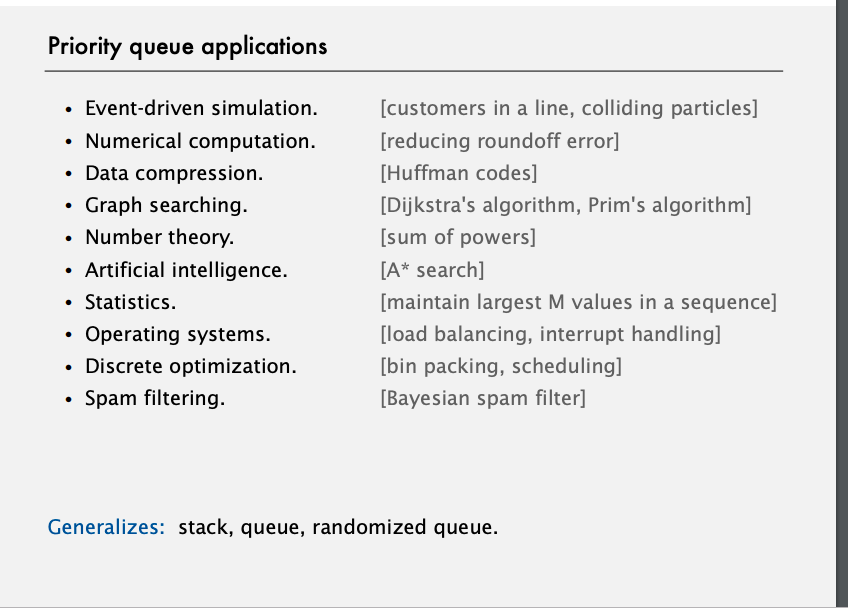 Priority queue applications
• Event-driven simulation. [customers in a line, colliding particles]
• Numerical computation. [reducing roundoff error]
• Data compression. [Huffman codes]
• Graph searching. [Dijkstra's algorithm, Prim's algorithm]
• Number theory. [sum of powers]
• Artificial intelligence. [A* search]
• Statistics. [maintain largest M values in a sequence]
• Operating systems. [load balancing, interrupt handling]
• Discrete optimization. [bin packing, scheduling]
• Spam filtering. [Bayesian spam filter]
Generalizes: stack, queue, randomized queue.